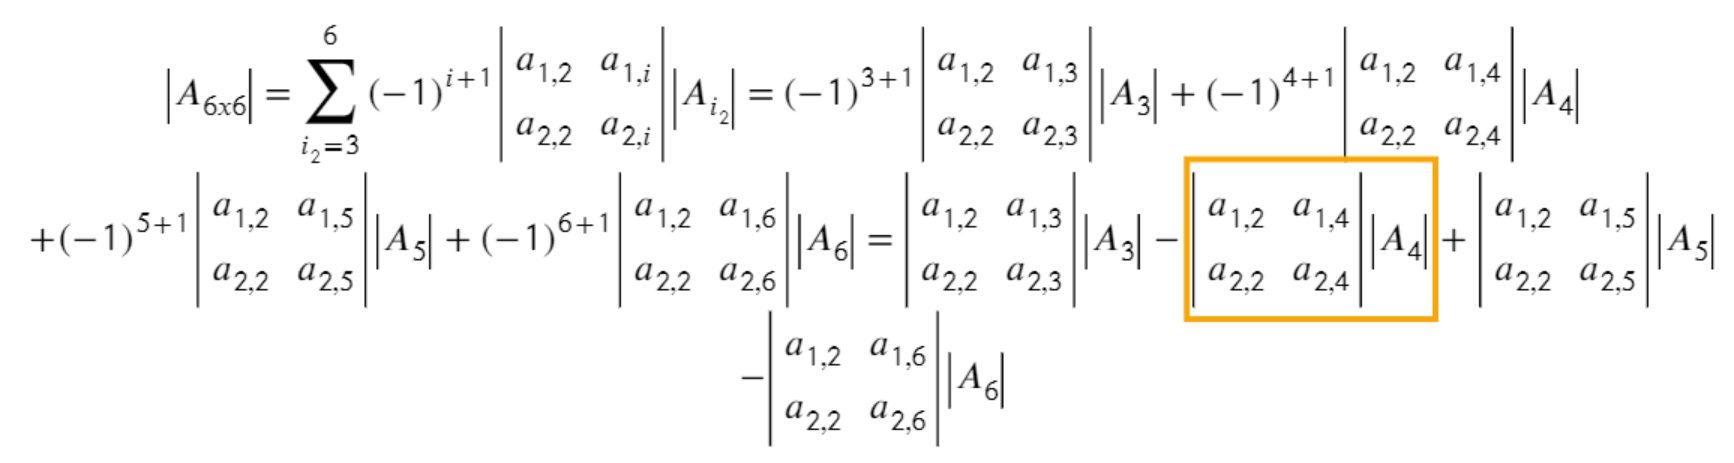 $|A_{6x6}| = \sum_{i_2=3}^{6} (-1)^{i+1} \begin{vmatrix} a_{1,2} & a_{1,i} \\ a_{2,2} & a_{2,i} \end{vmatrix} |A_{i_2}| = (-1)^{3+1} \begin{vmatrix} a_{1,2} & a_{1,3} \\ a_{2,2} & a_{2,3} \end{vmatrix} |A_3| + (-1)^{4+1} \begin{vmatrix} a_{1,2} & a_{1,4} \\ a_{2,2} & a_{2,4} \end{vmatrix} |A_4|$
$+(-1)^{5+1} \begin{vmatrix} a_{1,2} & a_{1,5} \\ a_{2,2} & a_{2,5} \end{vmatrix} |A_5| + (-1)^{6+1} \begin{vmatrix} a_{1,2} & a_{1,6} \\ a_{2,2} & a_{2,6} \end{vmatrix} |A_6| = \begin{vmatrix} a_{1,2} & a_{1,3} \\ a_{2,2} & a_{2,3} \end{vmatrix} |A_3| - \begin{vmatrix} a_{1,2} & a_{1,4} \\ a_{2,2} & a_{2,4} \end{vmatrix} |A_4| + \begin{vmatrix} a_{1,2} & a_{1,5} \\ a_{2,2} & a_{2,5} \end{vmatrix} |A_5|$
$- \begin{vmatrix} a_{1,2} & a_{1,6} \\ a_{2,2} & a_{2,6} \end{vmatrix} |A_6|$